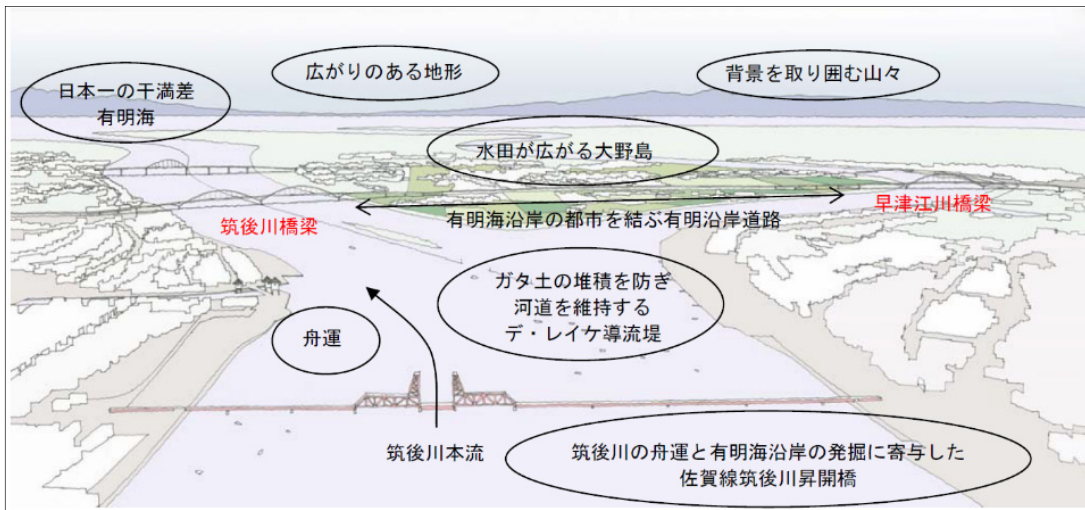 広がりのある地形
背景を取り囲む山々
日本一の干満差
有明海
水田が広がる大野島
筑後川橋梁
有明海沿岸の都市を結ぶ有明沿岸道路
早津江川橋梁
ガタ土の堆積を防ぎ
河道を維持する
デ・レイケ導流堤
舟運
筑後川本流
筑後川の舟運と有明海沿岸の発掘に寄与した
佐賀線筑後川昇開橋